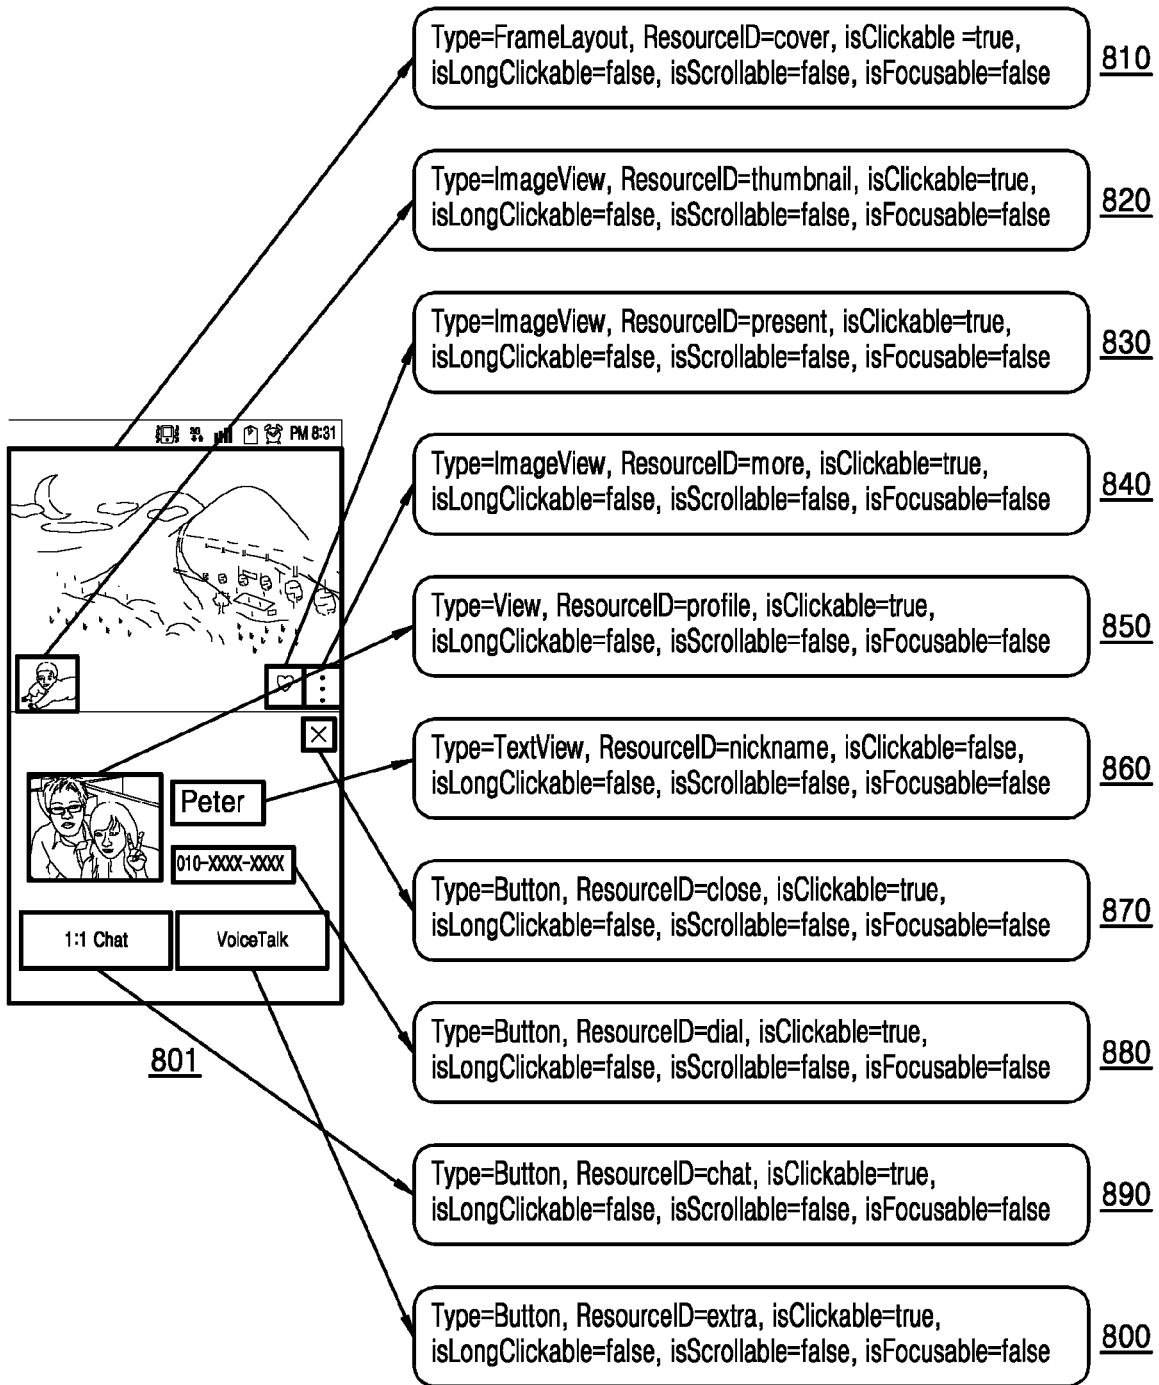 Type=FrameLayout, ResourceID=cover, isClickable =true,
isLongClickable=false, isScrollable=false, isFocusable=false
810
Type=ImageView, ResourceID=thumbnail, isClickable=true,
isLongClickable=false, isScrollable=false, isFocusable=false
820
Type=ImageView, ResourceID=present, isClickable=true,
isLongClickable=false, isScrollable=false, isFocusable=false
830
Type=ImageView, ResourceID=more, isClickable=true,
isLongClickable=false, isScrollable=false, isFocusable=false
840
Type=View, ResourceID=profile, isClickable=true,
isLongClickable=false, isScrollable=false, isFocusable=false
850
Type=TextView, ResourceID=nickname, isClickable=false,
isLongClickable=false, isScrollable=false, isFocusable=false
860
Type=Button, ResourceID=close, isClickable=true,
isLongClickable=false, isScrollable=false, isFocusable=false
870
Type=Button, ResourceID=dial, isClickable=true,
isLongClickable=false, isScrollable=false, isFocusable=false
880
Type=Button, ResourceID=chat, isClickable=true,
isLongClickable=false, isScrollable=false, isFocusable=false
890
Type=Button, ResourceID=extra, isClickable=true,
isLongClickable=false, isScrollable=false, isFocusable=false
800
PM 8:31
Peter
010-XXXX-XXXX
1:1 Chat
VoiceTalk
801